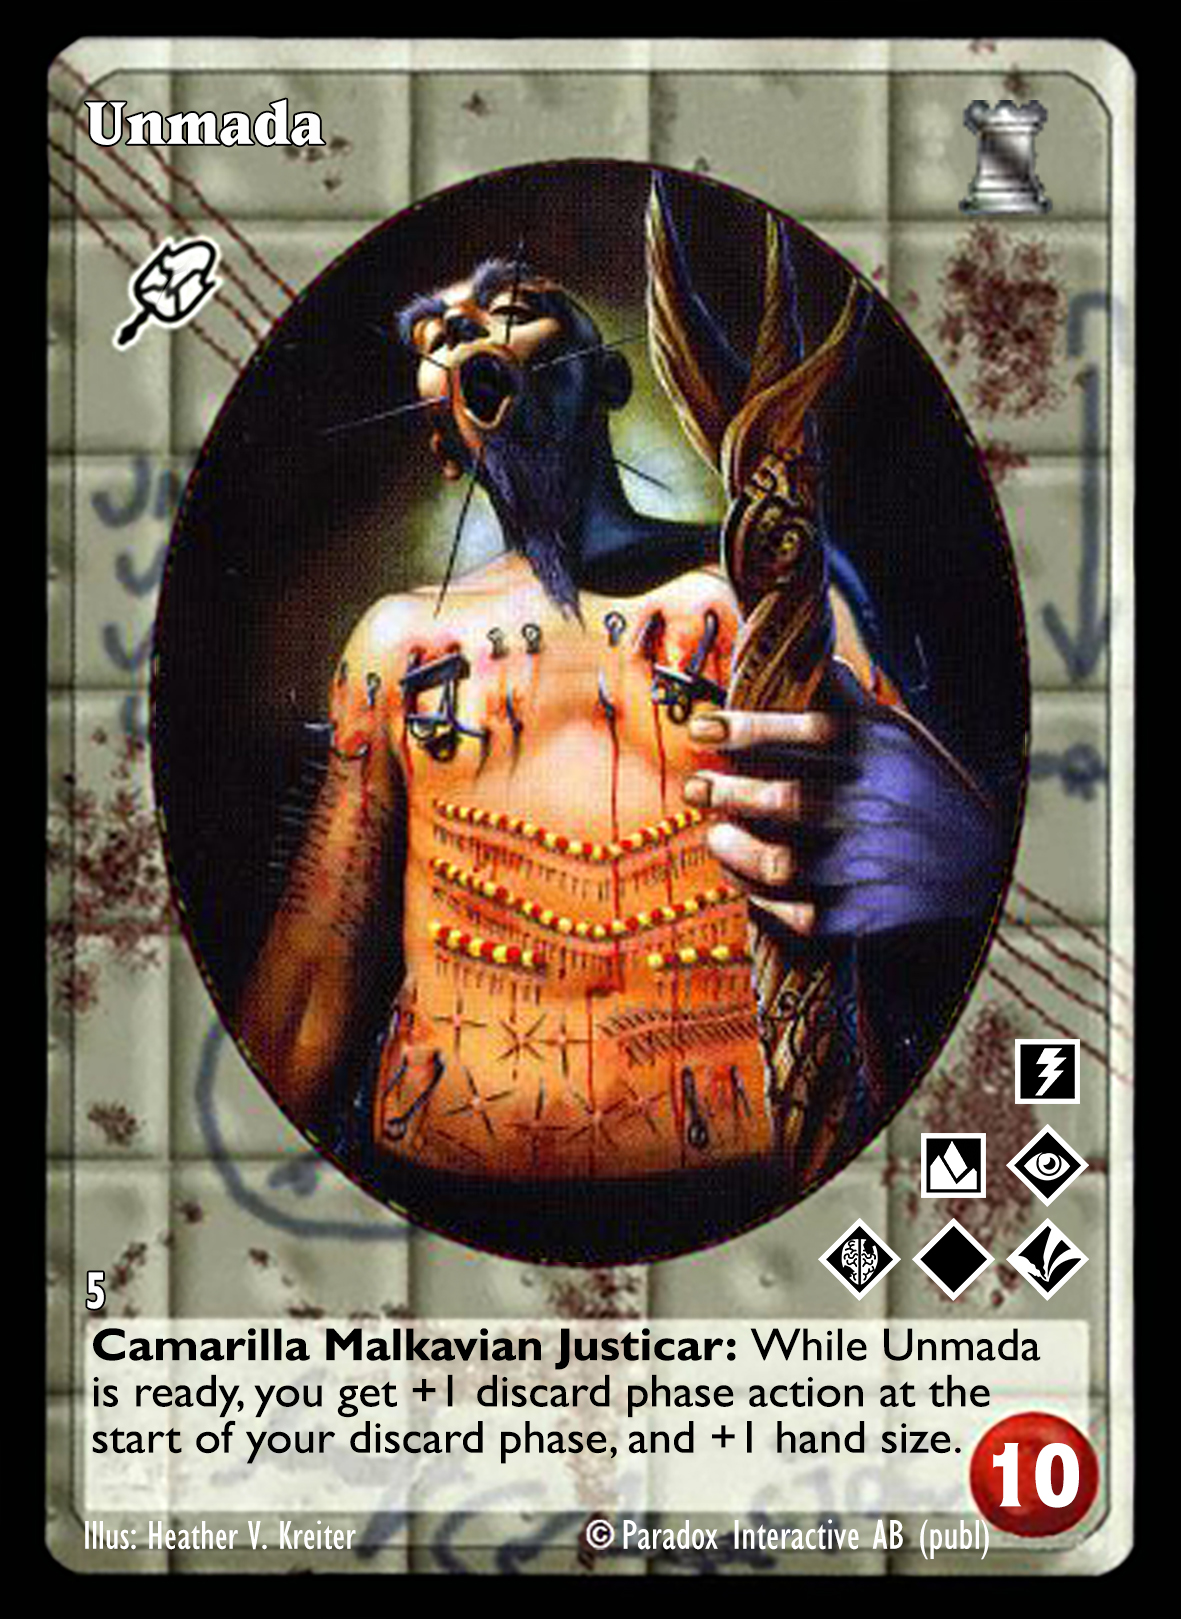 Unmada
5
Camarilla Malkavian Justicar: While Unmada
is ready, you get +1 discard phase action at the
start of your discard phase, and +1 hand size.
10
Illus: Heather V. Kreiter
© Paradox Interactive AB (publ)